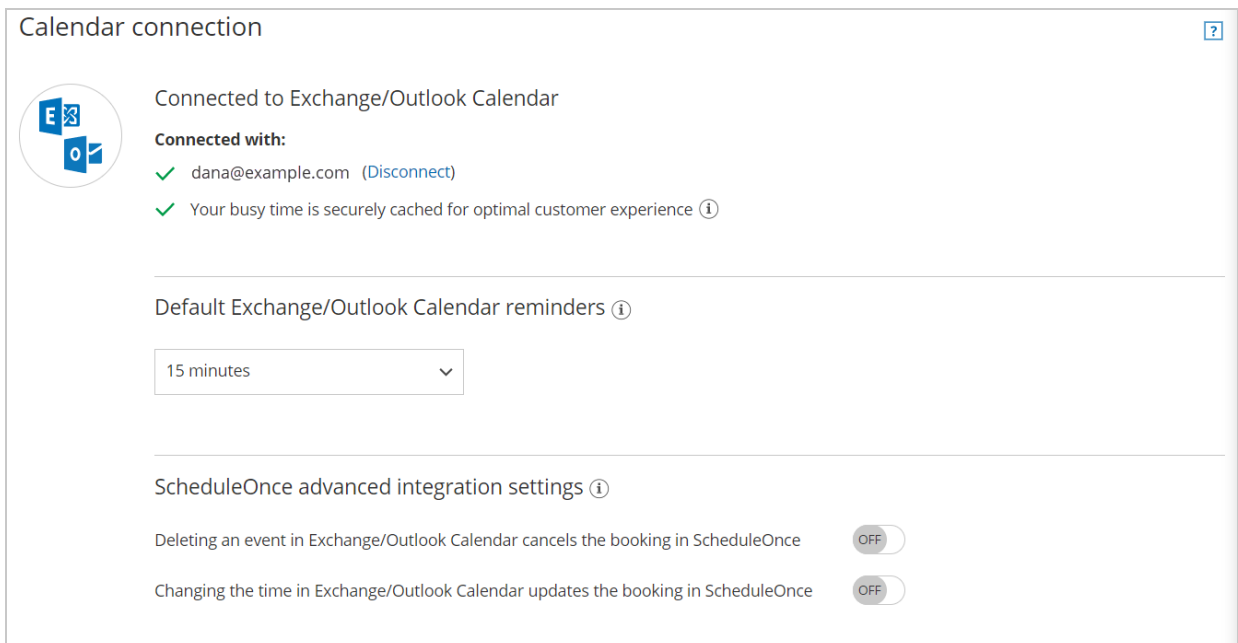 Calendar connection
?
E
O
Connected to Exchange/Outlook Calendar
Connected with:
dana@example.com (Disconnect)
Your busy time is securely cached for optimal customer experience i
Default Exchange/Outlook Calendar reminders i
15 minutes
ScheduleOnce advanced integration settings i
Deleting an event in Exchange/Outlook Calendar cancels the booking in ScheduleOnce OFF
Changing the time in Exchange/Outlook Calendar updates the booking in ScheduleOnce OFF